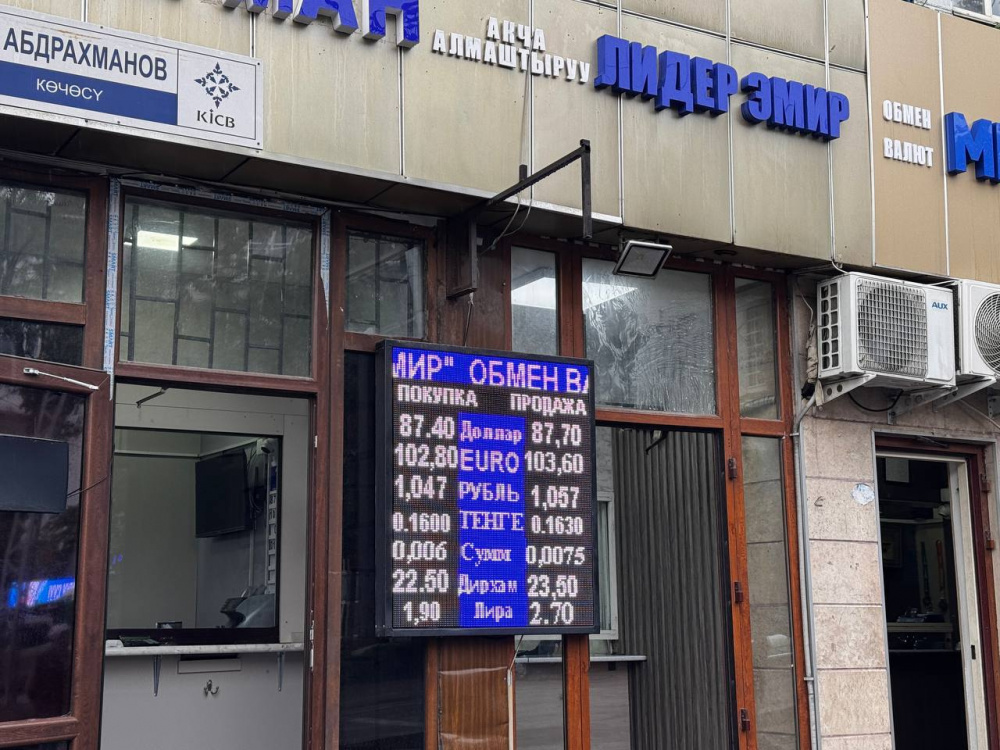 АБДРАХМАНОВ
КӨЧӨСҮ
KICB
АКЧА
АЛМАШТЫРУУ
ЛИДЕР ЭМИР
ОБМЕН
ВАЛЮТ
AUX
МИР" ОБМЕН ВА
ПОКУПКА ПРОДАЖА
87.40 Доллар 87,70
102,80 EURO 103,60
1,047 РУБЛЬ 1,057
0.1600 ТЕНГЕ 0.1630
0,006 Сумм 0,0075
22.50 Дирхам 23,50
1,90 Лира 2.70